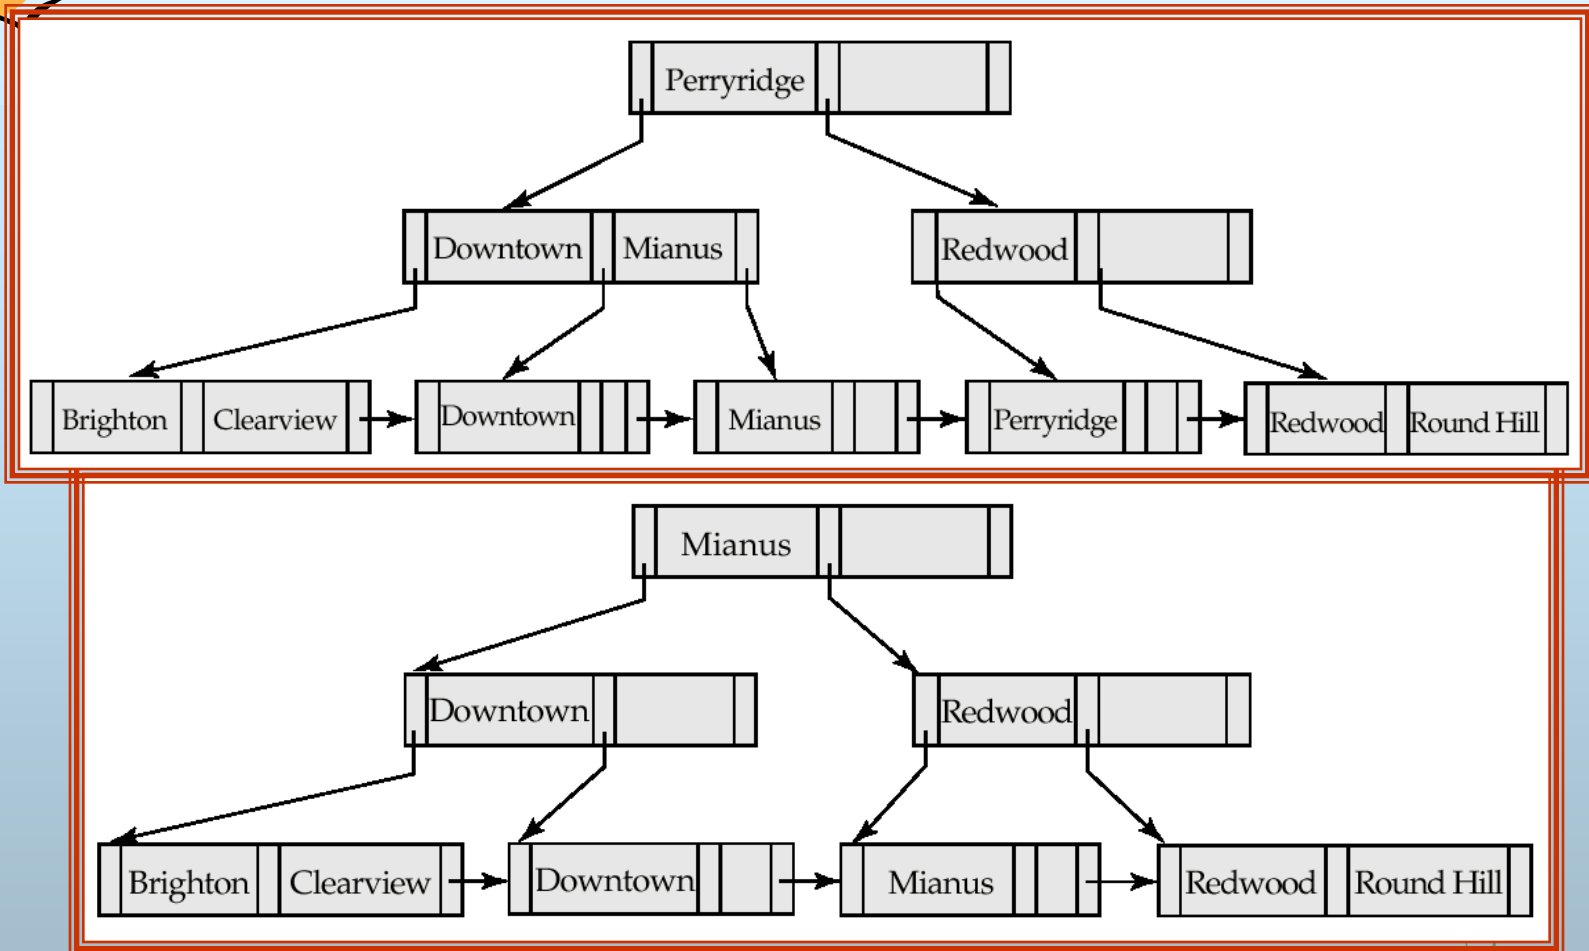 Perryridge
Downtown Mianus Redwood
Brighton Clearview Downtown Mianus Perryridge Redwood Round Hill
Mianus
Downtown Redwood
Brighton Clearview Downtown Mianus Redwood Round Hill